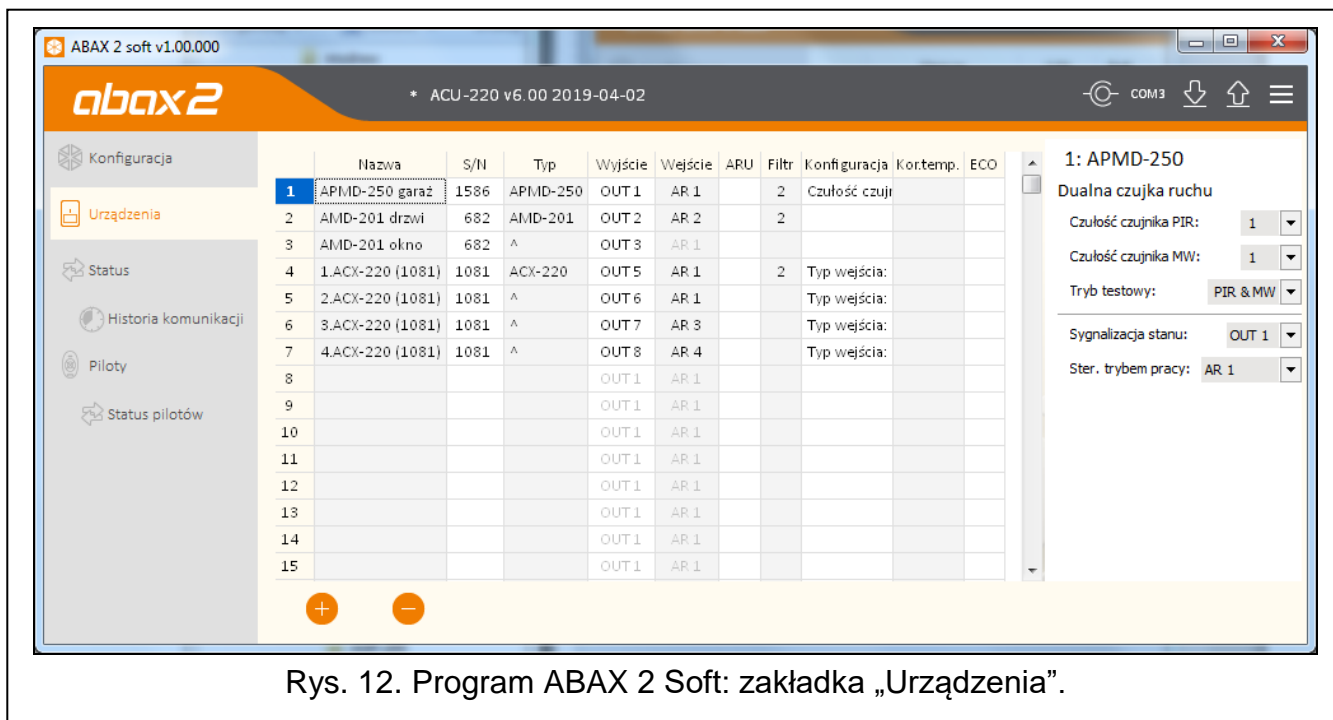 ABAX 2 soft v1.00.000
abax2
* ACU-220 v6.00 2019-04-02
COM3
Konfiguracja
Urządzenia
Status
Historia komunikacji
Piloty
Status pilotów
Nazwa S/N Typ Wyjście Wejście ARU Filtr Konfiguracja Kor.temp. ECO
1 APMD-250 garaż 1586 APMD-250 OUT 1 AR 1 2 Czułość czujr
2 AMD-201 drzwi 682 AMD-201 OUT 2 AR 2 2
3 AMD-201 okno 682 ^ OUT 3 AR 1
4 1.ACX-220 (1081) 1081 ACX-220 OUT 5 AR 1 2 Typ wejścia:
5 2.ACX-220 (1081) 1081 ^ OUT 6 AR 1 Typ wejścia:
6 3.ACX-220 (1081) 1081 ^ OUT 7 AR 3 Typ wejścia:
7 4.ACX-220 (1081) 1081 ^ OUT 8 AR 4 Typ wejścia:
8 OUT 1 AR 1
9 OUT 1 AR 1
10 OUT 1 AR 1
11 OUT 1 AR 1
12 OUT 1 AR 1
13 OUT 1 AR 1
14 OUT 1 AR 1
15 OUT 1 AR 1
1: APMD-250
Dualna czujka ruchu
Czułość czujnika PIR: 1
Czułość czujnika MW: 1
Tryb testowy: PIR & MW
Sygnalizacja stanu: OUT 1
Ster. trybem pracy: AR 1
Rys. 12. Program ABAX 2 Soft: zakładka „Urządzenia”.